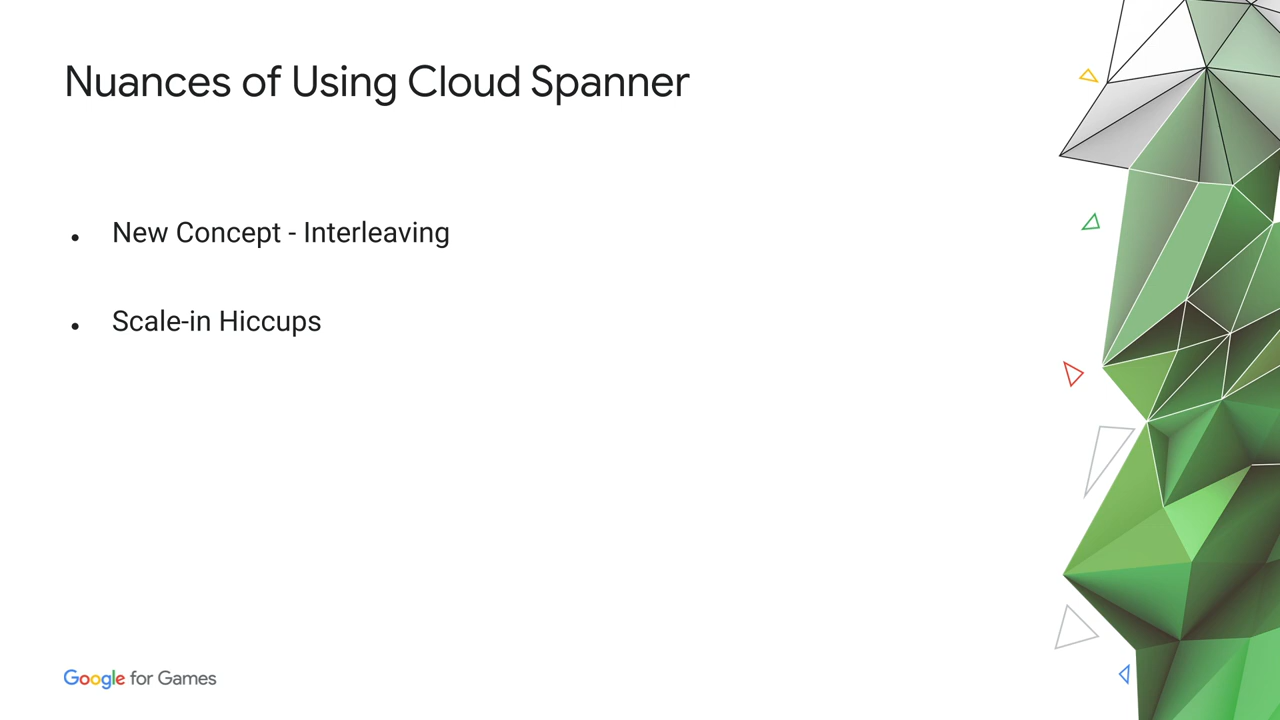 Nuances of Using Cloud Spanner
• New Concept - Interleaving
• Scale-in Hiccups
Google for Games